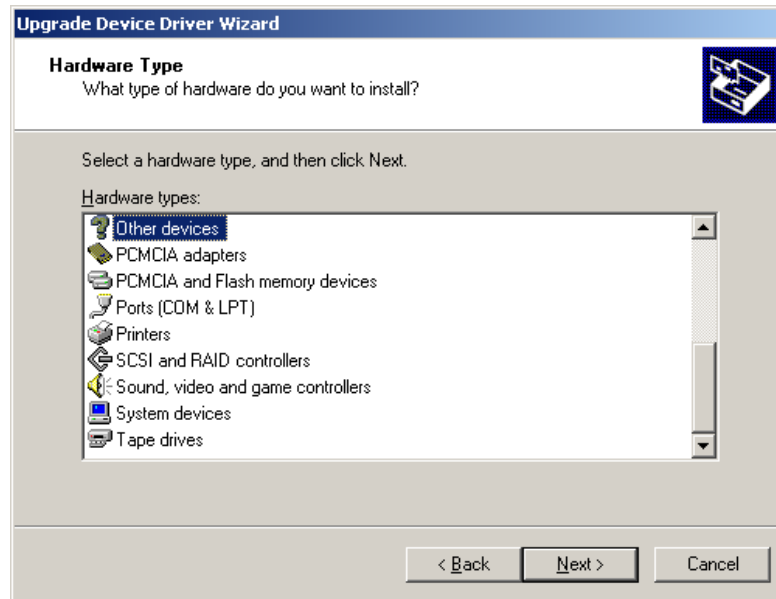 Upgrade Device Driver Wizard
Hardware Type
What type of hardware do you want to install?
Select a hardware type, and then click Next.
Hardware types:
Other devices
PCMCIA adapters
PCMCIA and Flash memory devices
Ports (COM & LPT)
Printers
SCSI and RAID controllers
Sound, video and game controllers
System devices
Tape drives
< Back Next > Cancel